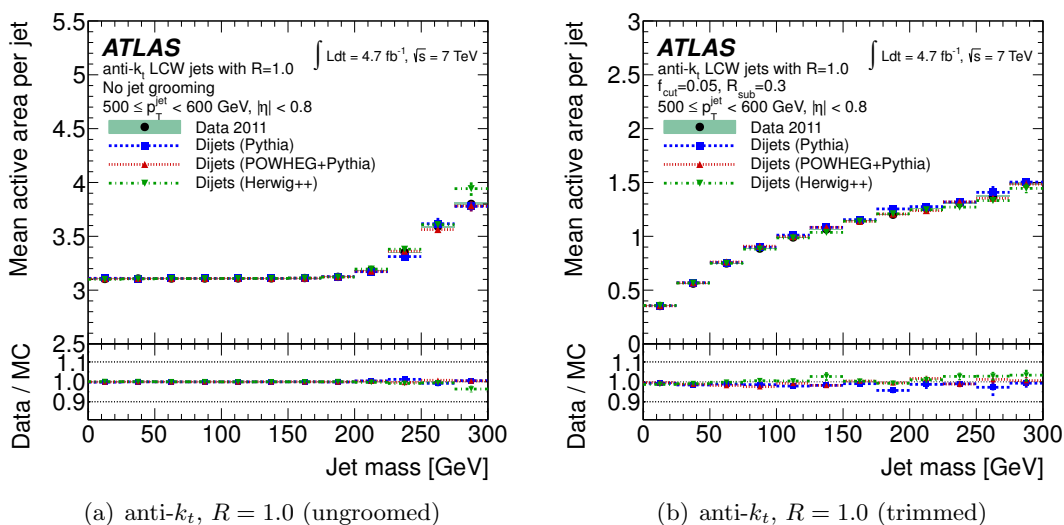 ATLAS
∫ Ldt = 4.7 fb⁻¹, √s = 7 TeV
anti-kₜ LCW jets with R=1.0
No jet grooming
500 ≤ p_T^jet < 600 GeV, |η| < 0.8
Data 2011
Dijets (Pythia)
Dijets (POWHEG+Pythia)
Dijets (Herwig++)
Mean active area per jet
5.5
5
4.5
4
3.5
3
2.5
Data / MC
1.1
1.0
0.9
0 50 100 150 200 250 300
Jet mass [GeV]
(a) anti-kₜ, R = 1.0 (ungroomed)
ATLAS
∫ Ldt = 4.7 fb⁻¹, √s = 7 TeV
anti-kₜ LCW jets with R=1.0
f_cut=0.05, R_sub=0.3
500 ≤ p_T^jet < 600 GeV, |η| < 0.8
Data 2011
Dijets (Pythia)
Dijets (POWHEG+Pythia)
Dijets (Herwig++)
Mean active area per jet
3
2.5
2
1.5
1
0.5
0
Data / MC
1.1
1.0
0.9
0 50 100 150 200 250 300
Jet mass [GeV]
(b) anti-kₜ, R = 1.0 (trimmed)